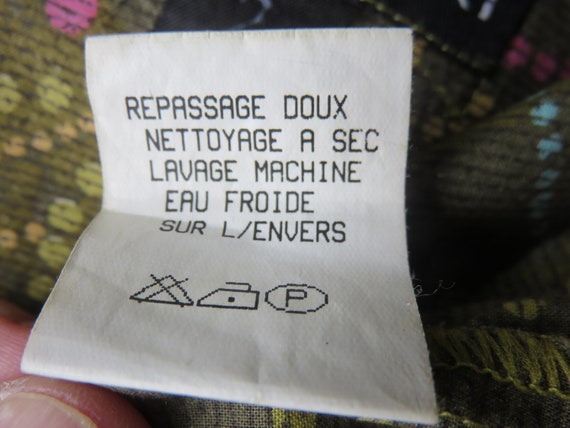 REPASSAGE DOUX
NETTOYAGE A SEC
LAVAGE MACHINE
EAU FROIDE
SUR L/ENVERS
P